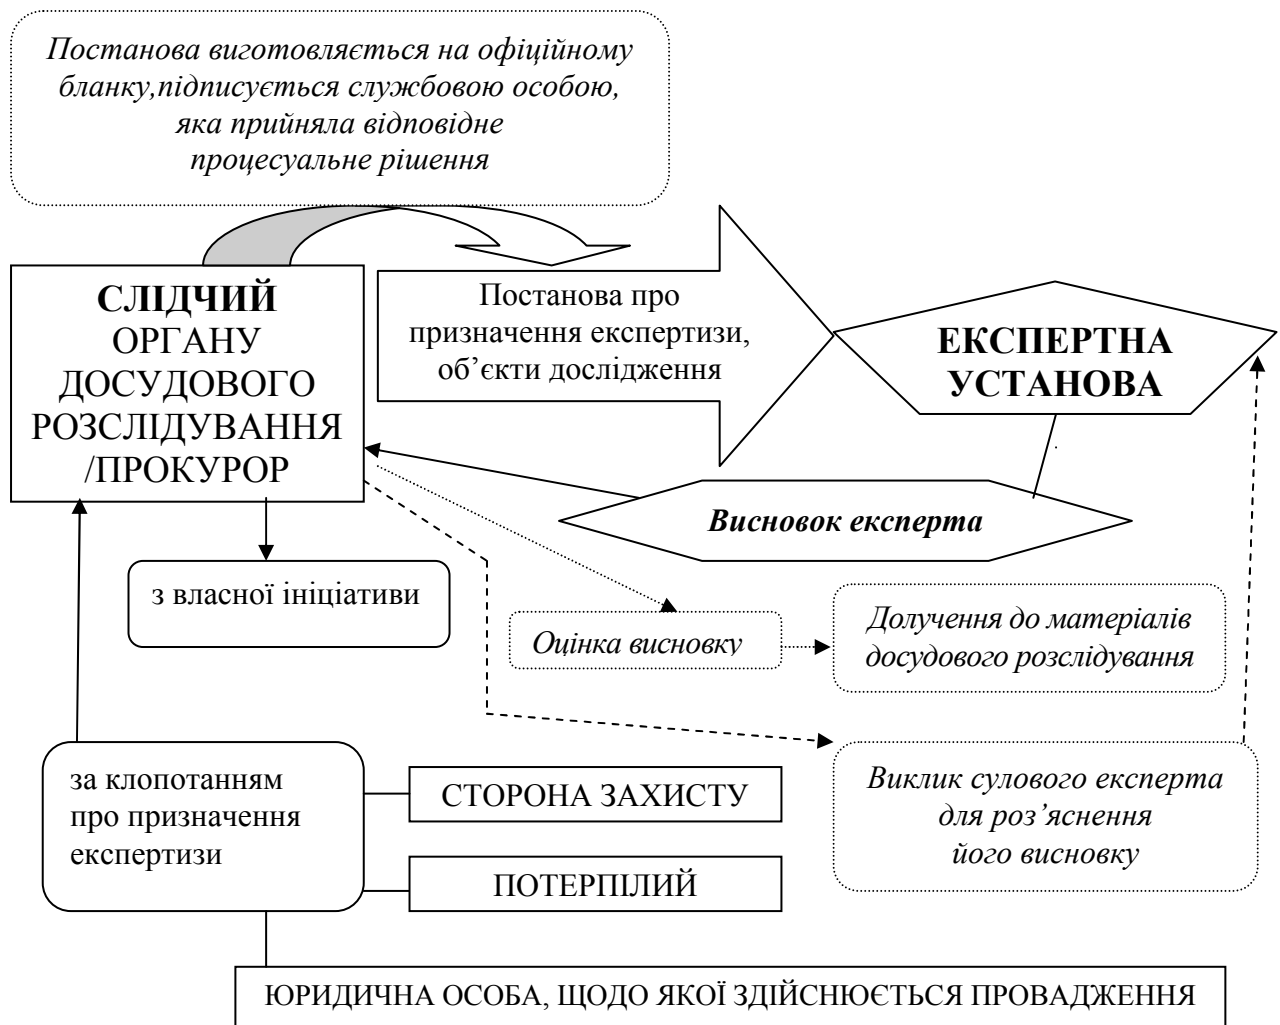 Постанова виготовляється на офіційному
бланку,підписується службовою особою,
яка прийняла відповідне
процесуальне рішення
СЛІДЧИЙ
ОРГАНУ
ДОСУДОВОГО
РОЗСЛІДУВАННЯ
/ПРОКУРОР
Постанова про
призначення експертизи,
об’єкти дослідження
ЕКСПЕРТНА
УСТАНОВА
Висновок експерта
з власної ініціативи
Оцінка висновку
Долучення до матеріалів
досудового розслідування
за клопотанням
про призначення
експертизи
СТОРОНА ЗАХИСТУ
ПОТЕРПІЛИЙ
Виклик сулового експерта
для роз’яснення
його висновку
ЮРИДИЧНА ОСОБА, ЩОДО ЯКОЇ ЗДІЙСНЮЄТЬСЯ ПРОВАДЖЕННЯ